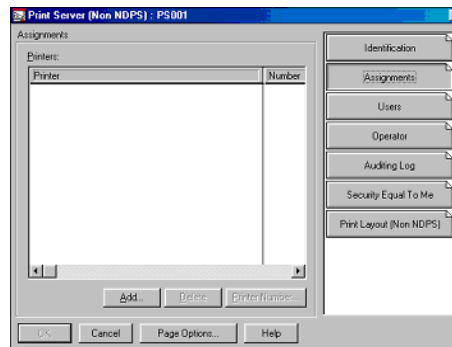 Print Server (Non NDPS) : PS001
Assignments
Printers:
Printer Number
Add... Delete Printer Number...
OK Cancel Page Options... Help
Identification
Assignments
Users
Operator
Auditing Log
Security Equal To Me
Print Layout (Non NDPS)